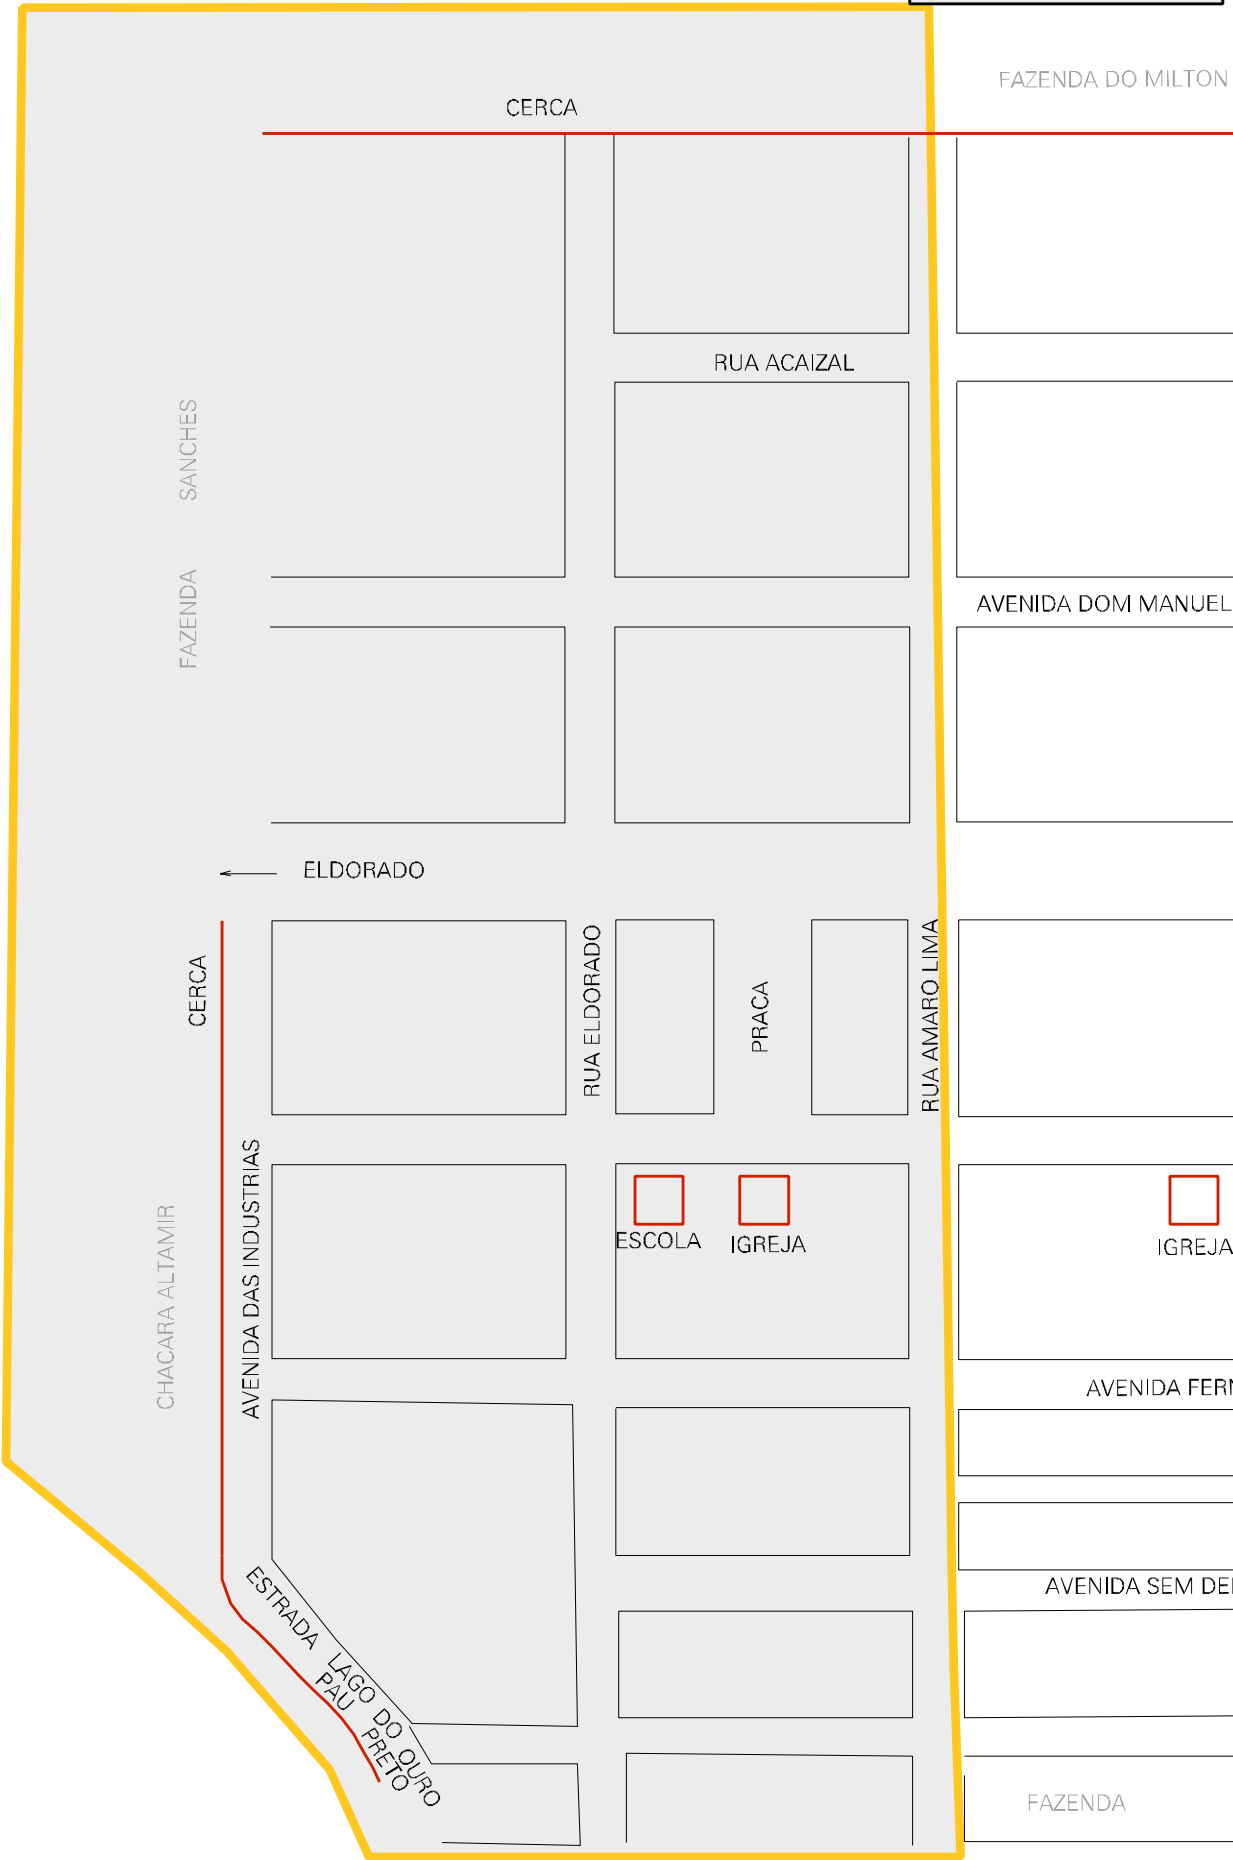 FAZENDA DO MILTON
CERCA
RUA ACAIZAL
SANCHES
FAZENDA
AVENIDA DOM MANUEL
ELDORADO
CERCA
RUA ELDORADO
PRACA
RUA AMARO LIMA
AVENIDA DAS INDUSTRIAS
CHACARA ALTAMIR
ESCOLA
IGREJA
IGREJA
AVENIDA FERN
AVENIDA SEM DE
ESTRADA LAGO DO OURO
PAU PRETO
FAZENDA